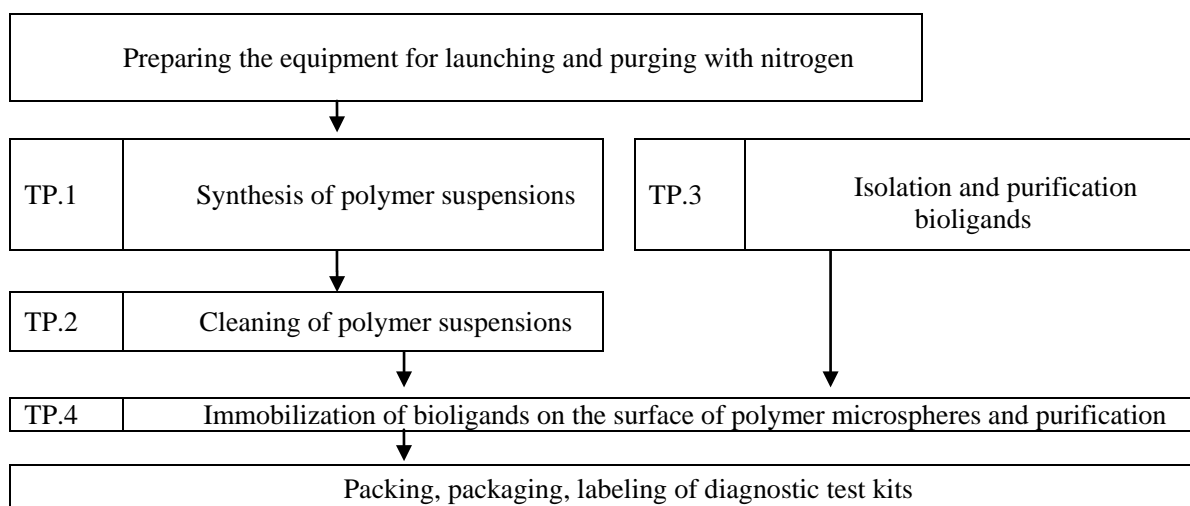 Preparing the equipment for launching and purging with nitrogen
TP.1 Synthesis of polymer suspensions
TP.3 Isolation and purification
bioligands
TP.2 Cleaning of polymer suspensions
TP.4 Immobilization of bioligands on the surface of polymer microspheres and purification
Packing, packaging, labeling of diagnostic test kits